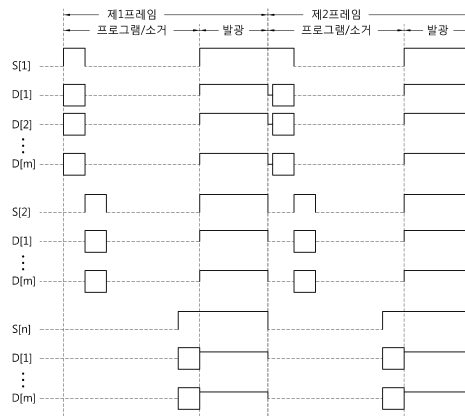 제1프레임 제2프레임
프로그램/소거 발광 프로그램/소거 발광
S[1]
D[1]
D[2]
D[m]
S[2]
D[1]
D[m]
S[n]
D[1]
D[m]